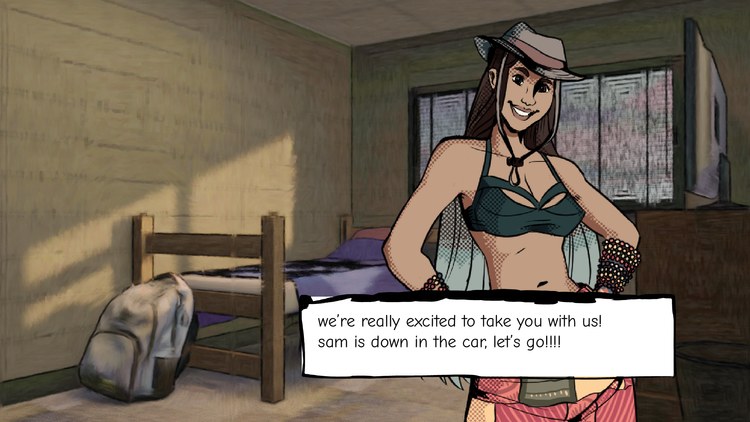 we're really excited to take you with us!
sam is down in the car, let's go!!!!